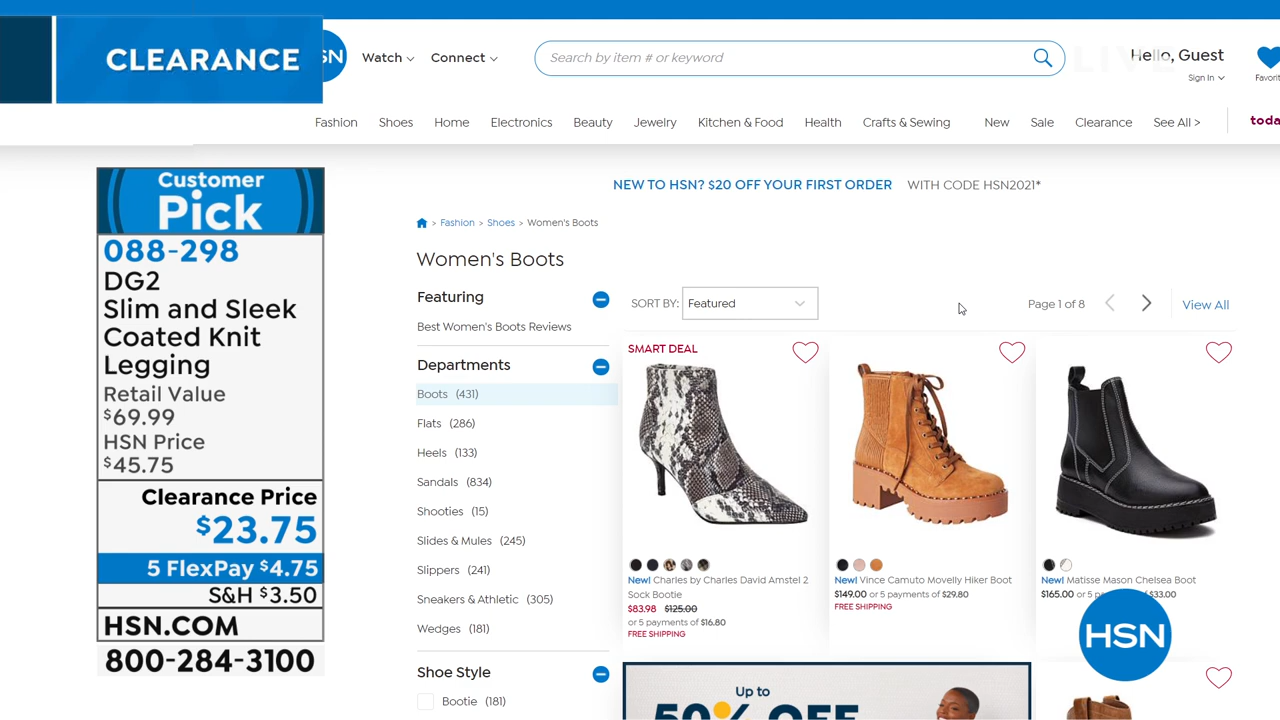 CLEARANCE
Watch
Connect
Search by item # or keyword
LIVE
Hello, Guest
Sign In
Fashion Shoes Home Electronics Beauty Jewelry Kitchen & Food Health Crafts & Sewing New Sale Clearance See All >
NEW TO HSN? $20 OFF YOUR FIRST ORDER WITH CODE HSN2021*
Customer
Pick
088-298
DG2
Slim and Sleek
Coated Knit
Legging
Retail Value
$69.99
HSN Price
$45.75
Clearance Price
$23.75
5 FlexPay $4.75
S&H $3.50
HSN.COM
800-284-3100
> Fashion > Shoes > Women's Boots
Women's Boots
Featuring
Best Women's Boots Reviews
Departments
Boots (431)
Flats (286)
Heels (133)
Sandals (834)
Shooties (15)
Slides & Mules (245)
Slippers (241)
Sneakers & Athletic (305)
Wedges (181)
Shoe Style
Bootie (181)
SORT BY: Featured
Page 1 of 8
View All
SMART DEAL
New! Charles by Charles David Amstel 2
Sock Bootie
$83.98 $125.00
or 5 payments of $16.80
FREE SHIPPING
New! Vince Camuto Movelly Hiker Boot
$149.00 or 5 payments of $29.80
FREE SHIPPING
New! Matisse Mason Chelsea Boot
$165.00 or 5 $33.00
HSN
Up to
50% OFF